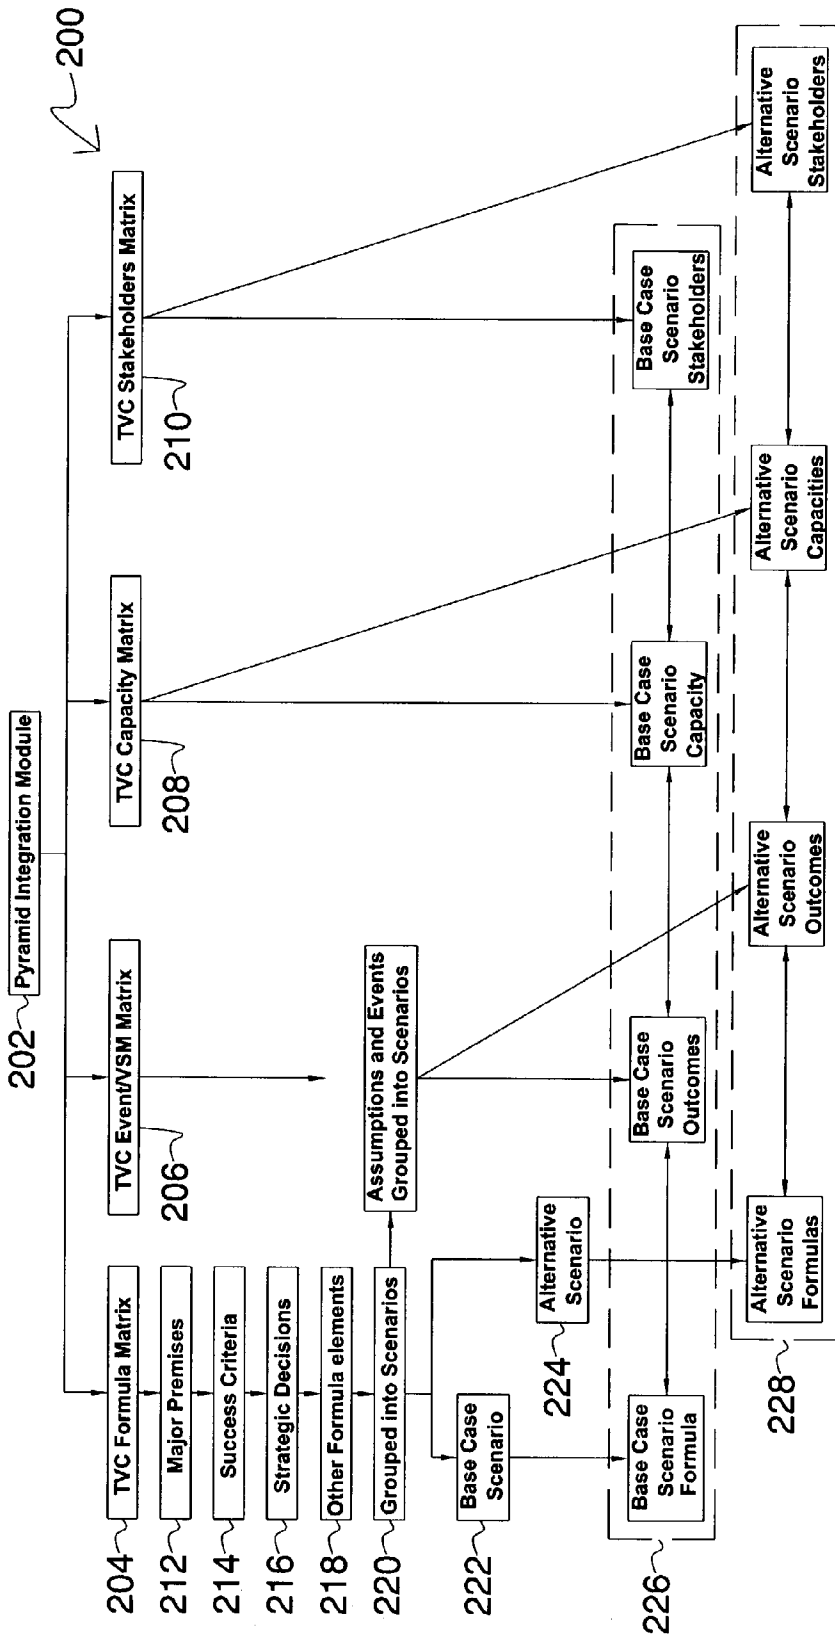 200
202
Pyramid Integration Module
TVC Formula Matrix
TVC Event/VSM Matrix
TVC Capacity Matrix
TVC Stakeholders Matrix
204
206
208
210
212
Major Premises
214
Success Criteria
216
Strategic Decisions
218
Other Formula elements
220
Grouped into Scenarios
Assumptions and Events
Grouped into Scenarios
222
Base Case
Scenario
224
Alternative
Scenario
226
Base Case
Scenario
Formula
Base Case
Scenario
Outcomes
Base Case
Scenario
Capacity
Base Case
Scenario
Stakeholders
228
Alternative
Scenario
Formulas
Alternative
Scenario
Outcomes
Alternative
Scenario
Capacities
Alternative
Scenario
Stakeholders